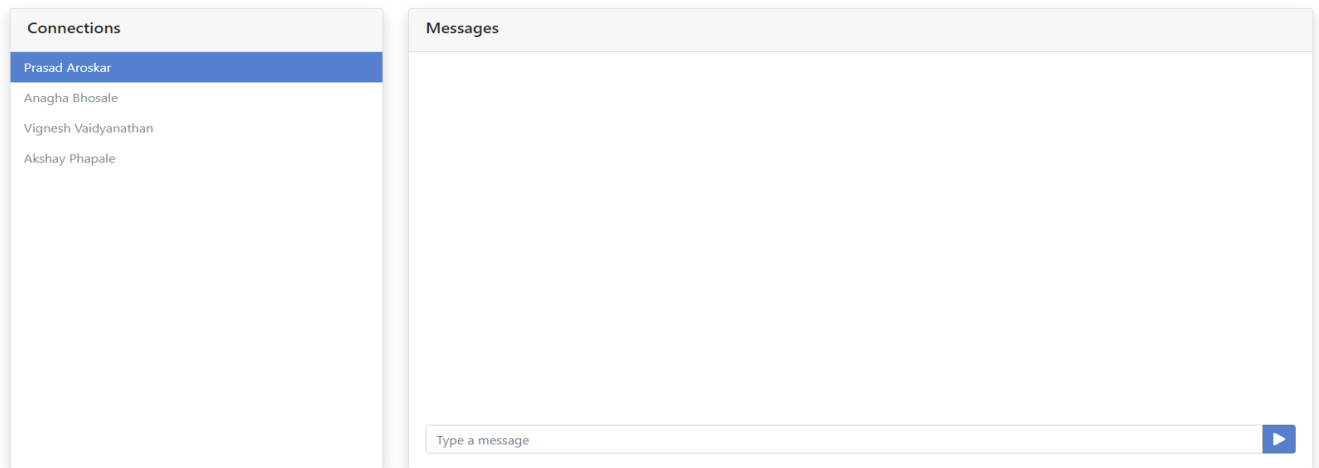 Connections
Prasad Aroskar
Anagha Bhosale
Vignesh Vaidyanathan
Akshay Phapale
Messages
Type a message